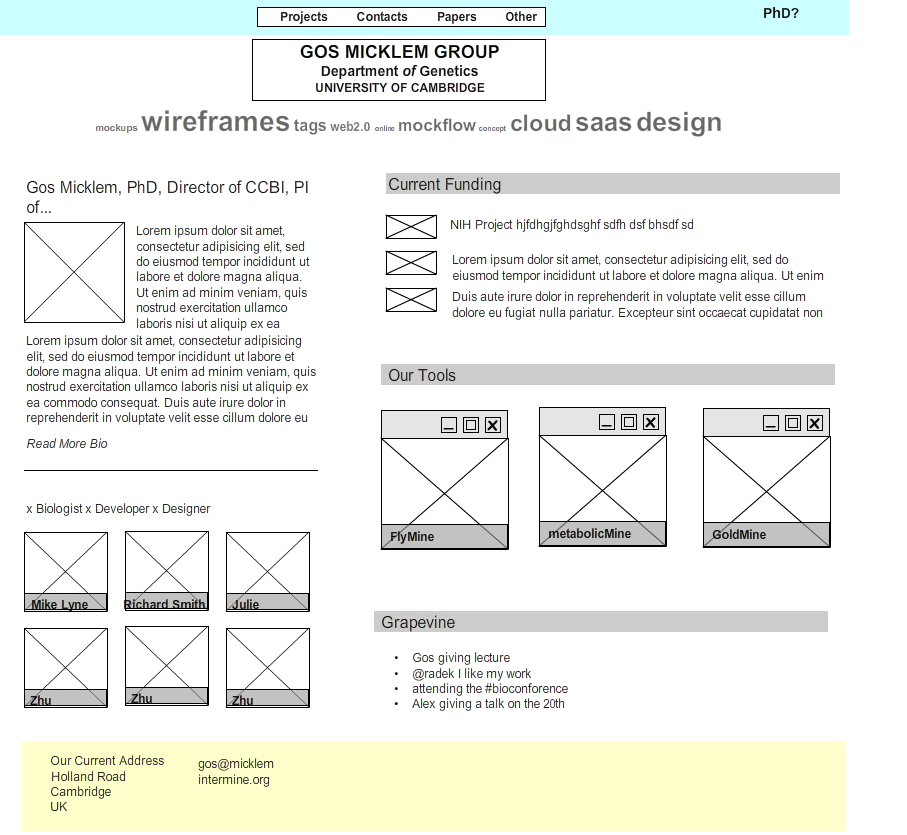 Projects Contacts Papers Other
PhD?
GOS MICKLEM GROUP
Department of Genetics
UNIVERSITY OF CAMBRIDGE
mockups wireframes tags web2.0 online mockflow concept cloud saas design
Gos Micklem, PhD, Director of CCBI, PI
of...
Lorem ipsum dolor sit amet,
consectetur adipisicing elit, sed
do eiusmod tempor incididunt ut
labore et dolore magna aliqua.
Ut enim ad minim veniam, quis
nostrud exercitation ullamco
laboris nisi ut aliquip ex ea
Lorem ipsum dolor sit amet, consectetur adipisicing
elit, sed do eiusmod tempor incididunt ut labore et
dolore magna aliqua. Ut enim ad minim veniam, quis
nostrud exercitation ullamco laboris nisi ut aliquip ex
ea commodo consequat. Duis aute irure dolor in
reprehenderit in voluptate velit esse cillum dolore eu
Read More Bio
x Biologist x Developer x Designer
Mike Lyne
Richard Smith
Julie
Zhu
Zhu
Zhu
Current Funding
NIH Project hjfdhgjfghdsghf sdfh dsf bhsdf sd
Lorem ipsum dolor sit amet, consectetur adipisicing elit, sed do
eiusmod tempor incididunt ut labore et dolore magna aliqua. Ut enim
Duis aute irure dolor in reprehenderit in voluptate velit esse cillum
dolore eu fugiat nulla pariatur. Excepteur sint occaecat cupidatat non
Our Tools
FlyMine
metabolicMine
GoldMine
Grapevine
• Gos giving lecture
• @radek I like my work
• attending the #bioconforence
• Alex giving a talk on the 20th
Our Current Address
Holland Road
Cambridge
UK
gos@micklem
intermine.org